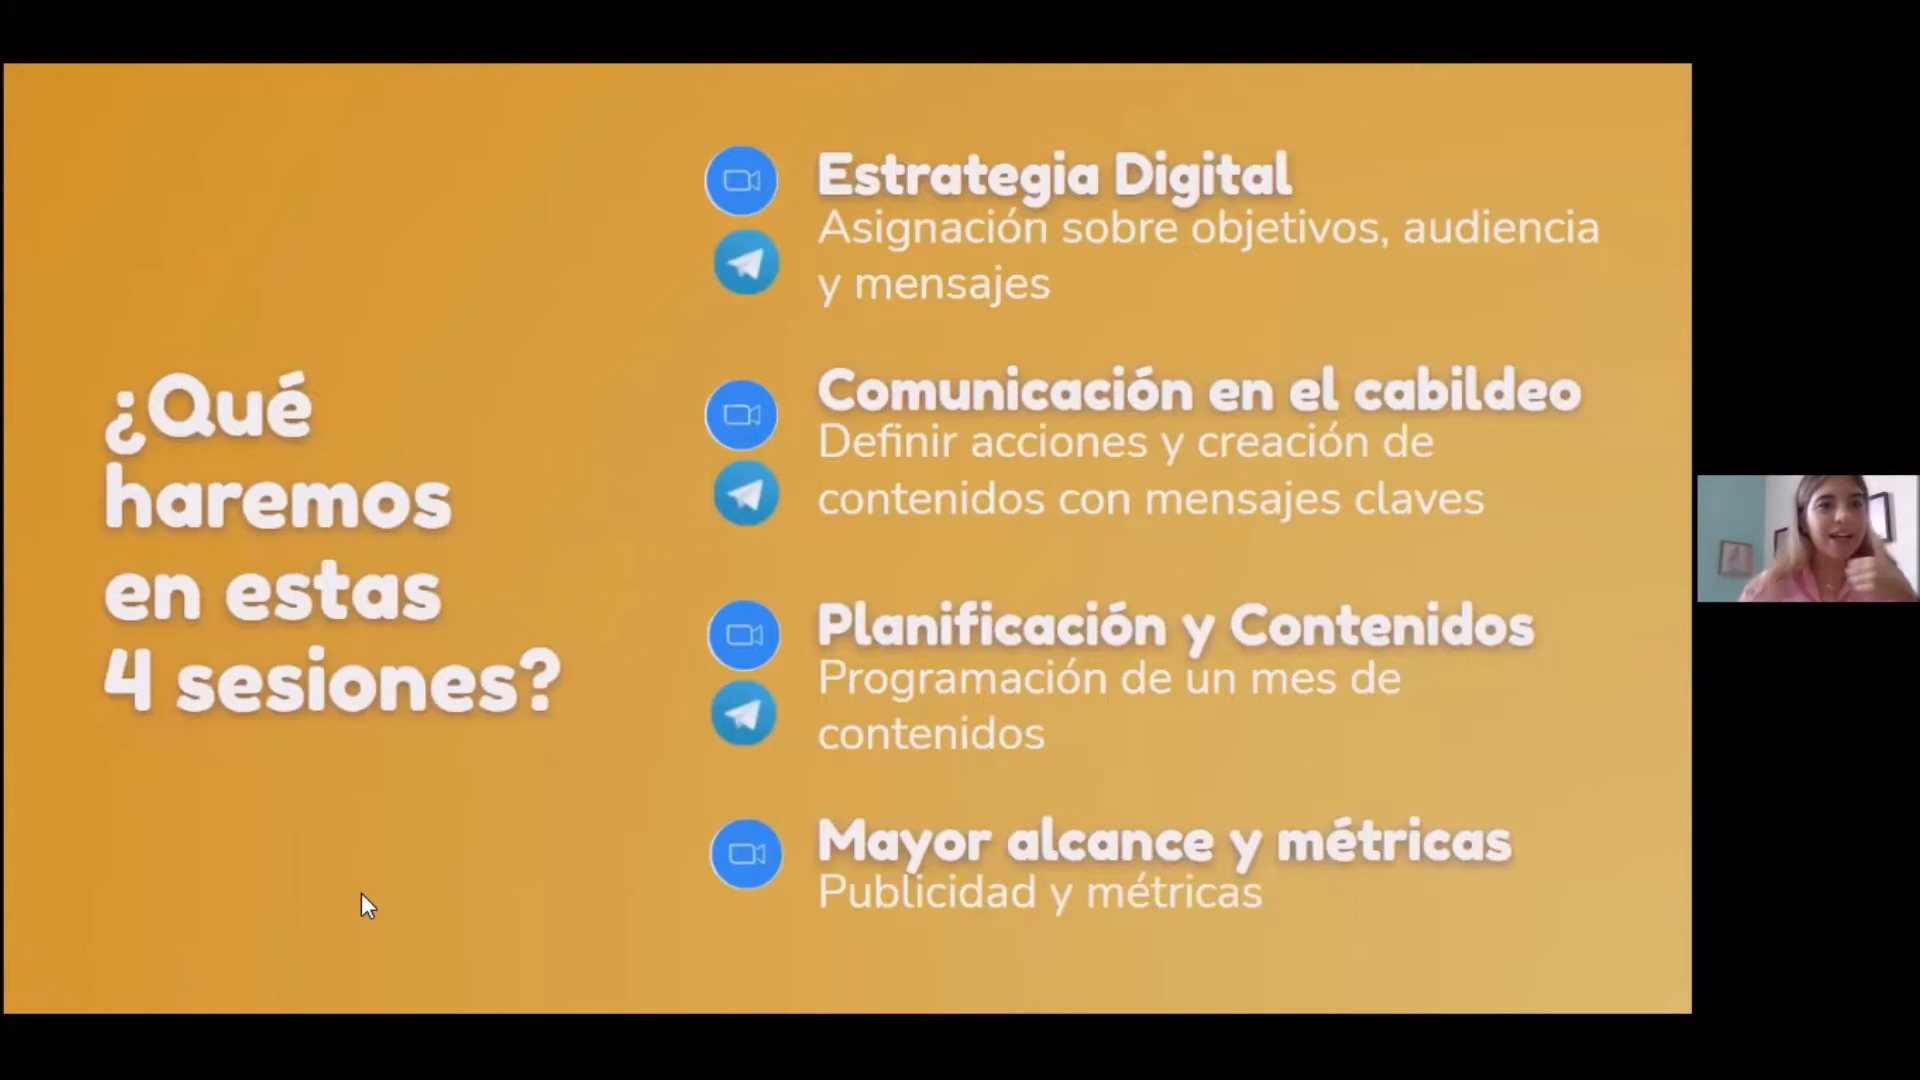 ¿Qué
haremos
en estas
4 sesiones?
Estrategia Digital
Asignación sobre objetivos, audiencia
y mensajes
Comunicación en el cabildeo
Definir acciones y creación de
contenidos con mensajes claves
Planificación y Contenidos
Programación de un mes de
contenidos
Mayor alcance y métricas
Publicidad y métricas